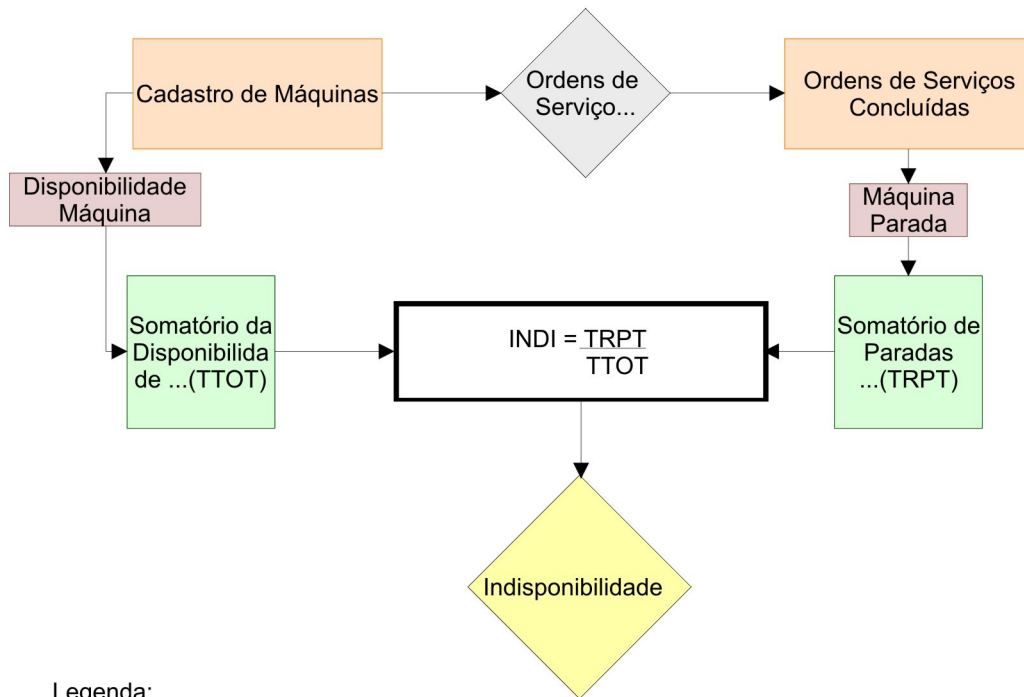 Cadastro de Máquinas
Ordens de
Serviço...
Ordens de Serviços
Concluídas
Disponibilidade
Máquina
Máquina
Parada
Somatório da
Disponibilida
de ...(TTOT)
INDI = TRPT
TTOT
Somatório de
Paradas
...(TRPT)
Indisponibilidade
Legenda: